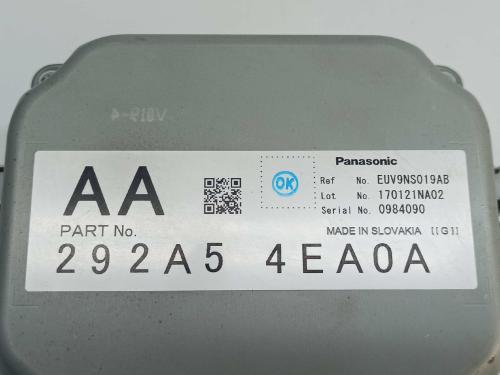 V819-4
AA
PART No.
292A5 4EA0A
OK
Panasonic
Ref No. EUV9NS019AB
Lot No. 170121NA02
Serial No. 0984090
MADE IN SLOVAKIA [[G]]